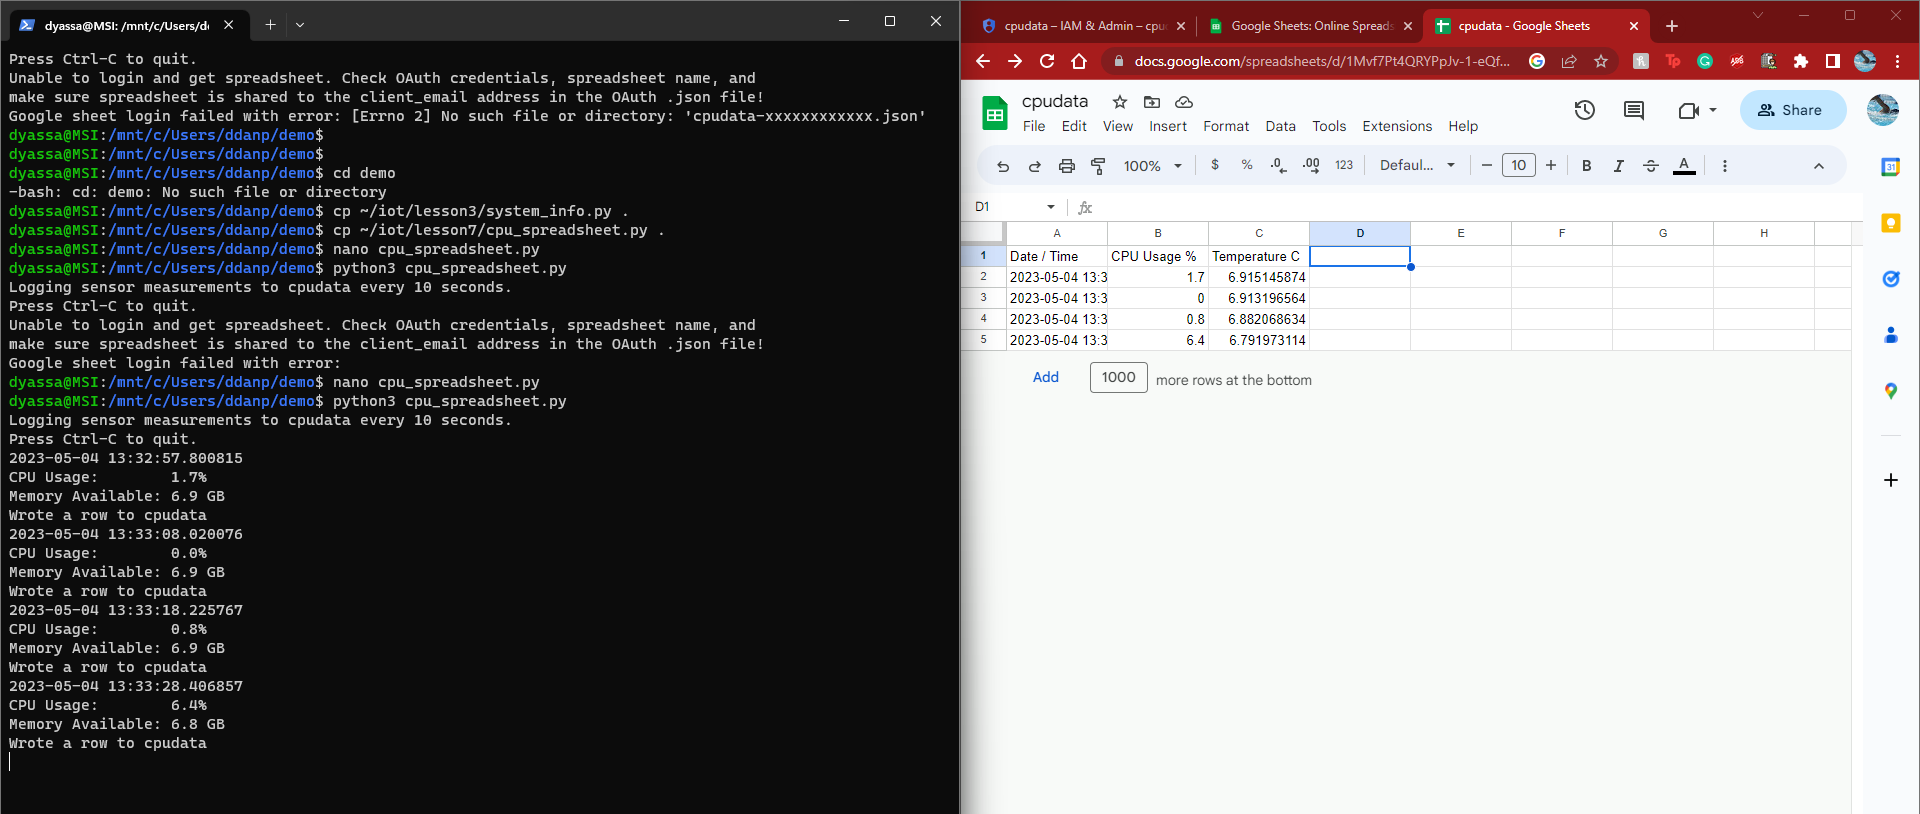 dyassa@MSI: /mnt/c/Users/d
Press Ctrl-C to quit.
Unable to login and get spreadsheet. Check OAuth credentials, spreadsheet name, and
make sure spreadsheet is shared to the client_email address in the OAuth .json file!
Google sheet login failed with error: [Errno 2] No such file or directory: 'cpudata-xxxxxxxxxxxx.json'
dyassa@MSI:/mnt/c/Users/ddanp/demo$
dyassa@MSI:/mnt/c/Users/ddanp/demo$
dyassa@MSI:/mnt/c/Users/ddanp/demo$ cd demo
-bash: cd: demo: No such file or directory
dyassa@MSI:/mnt/c/Users/ddanp/demo$ cp ~/iot/lesson3/system_info.py .
dyassa@MSI:/mnt/c/Users/ddanp/demo$ cp ~/iot/lesson7/cpu_spreadsheet.py .
dyassa@MSI:/mnt/c/Users/ddanp/demo$ nano cpu_spreadsheet.py
dyassa@MSI:/mnt/c/Users/ddanp/demo$ python3 cpu_spreadsheet.py
Logging sensor measurements to cpudata every 10 seconds.
Press Ctrl-C to quit.
Unable to login and get spreadsheet. Check OAuth credentials, spreadsheet name, and
make sure spreadsheet is shared to the client_email address in the OAuth .json file!
Google sheet login failed with error:
dyassa@MSI:/mnt/c/Users/ddanp/demo$ nano cpu_spreadsheet.py
dyassa@MSI:/mnt/c/Users/ddanp/demo$ python3 cpu_spreadsheet.py
Logging sensor measurements to cpudata every 10 seconds.
Press Ctrl-C to quit.
2023-05-04 13:32:57.800815
CPU Usage: 1.7%
Memory Available: 6.9 GB
Wrote a row to cpudata
2023-05-04 13:33:08.020076
CPU Usage: 0.0%
Memory Available: 6.9 GB
Wrote a row to cpudata
2023-05-04 13:33:18.225767
CPU Usage: 0.8%
Memory Available: 6.9 GB
Wrote a row to cpudata
2023-05-04 13:33:28.406857
CPU Usage: 6.4%
Memory Available: 6.8 GB
Wrote a row to cpudata
cpudata – IAM & Admin – cpu
Google Sheets: Online Spreads
cpudata - Google Sheets
docs.google.com/spreadsheets/d/1Mvf7Pt4QRYPpJv-1-eQf...
cpudata
File Edit View Insert Format Data Tools Extensions Help
Share
100% $ % .0 .00 123 Defaul... − 10 + B I S A
D1 fx
A B C D E F G H
1 Date / Time CPU Usage % Temperature C
2 2023-05-04 13:3 1.7 6.915145874
3 2023-05-04 13:3 0 6.913196564
4 2023-05-04 13:3 0.8 6.882068634
5 2023-05-04 13:3 6.4 6.791973114
Add 1000 more rows at the bottom
31